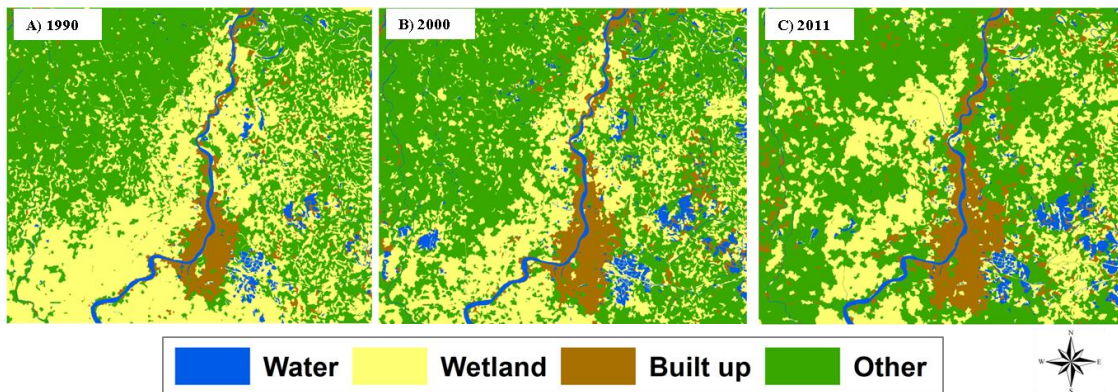 A) 1990
B) 2000
C) 2011
Water Wetland Built up Other
N
W E
S